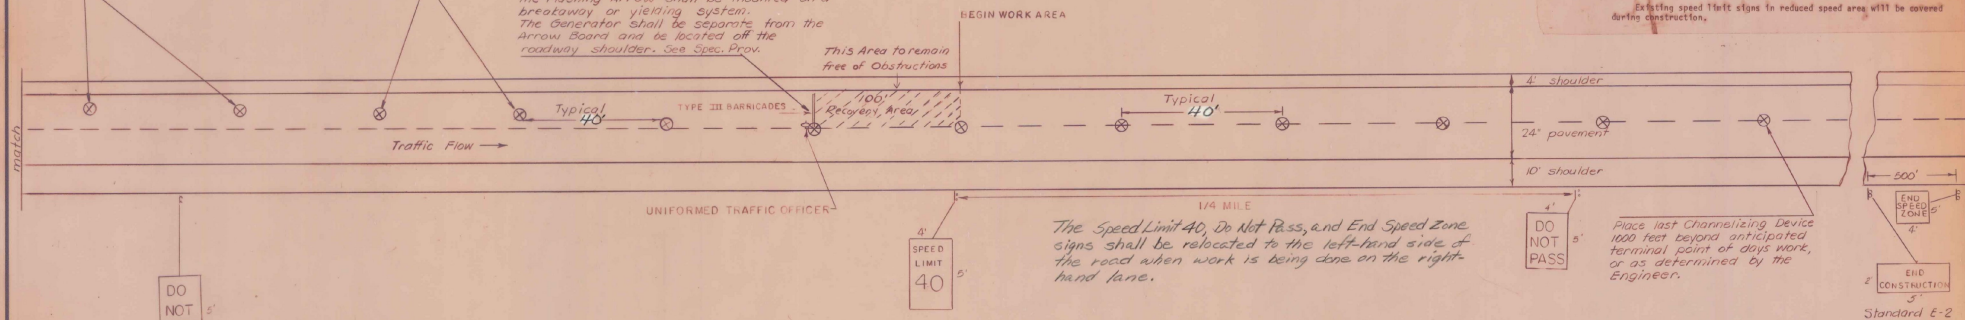 breakaway or yielding system.
The Generator shall be separate from the
Arrow Board and be located off the
roadway shoulder. See Spec. Prov.
This Area to remain
free of Obstructions
BEGIN WORK AREA
Existing speed limit signs in reduced speed area will be covered
during construction.
match
Typical
40'
TYPE III BARRICADES
100'
Recovery Area
Typical
40'
4' shoulder
24' pavement
10' shoulder
Traffic Flow
UNIFORMED TRAFFIC OFFICER
1/4 MILE
500'
DO
NOT
5'
4'
SPEED
LIMIT
40
5'
The Speed Limit 40, Do Not Pass, and End Speed Zone
signs shall be relocated to the left-hand side of
the road when work is being done on the right-
hand lane.
4'
DO
NOT
PASS
5'
Place last Channelizing Device
1000 feet beyond anticipated
terminal point of days work,
or as determined by the
Engineer.
END
SPEED
ZONE
5'
4'
END
CONSTRUCTION
2'
5'
Standard E-2